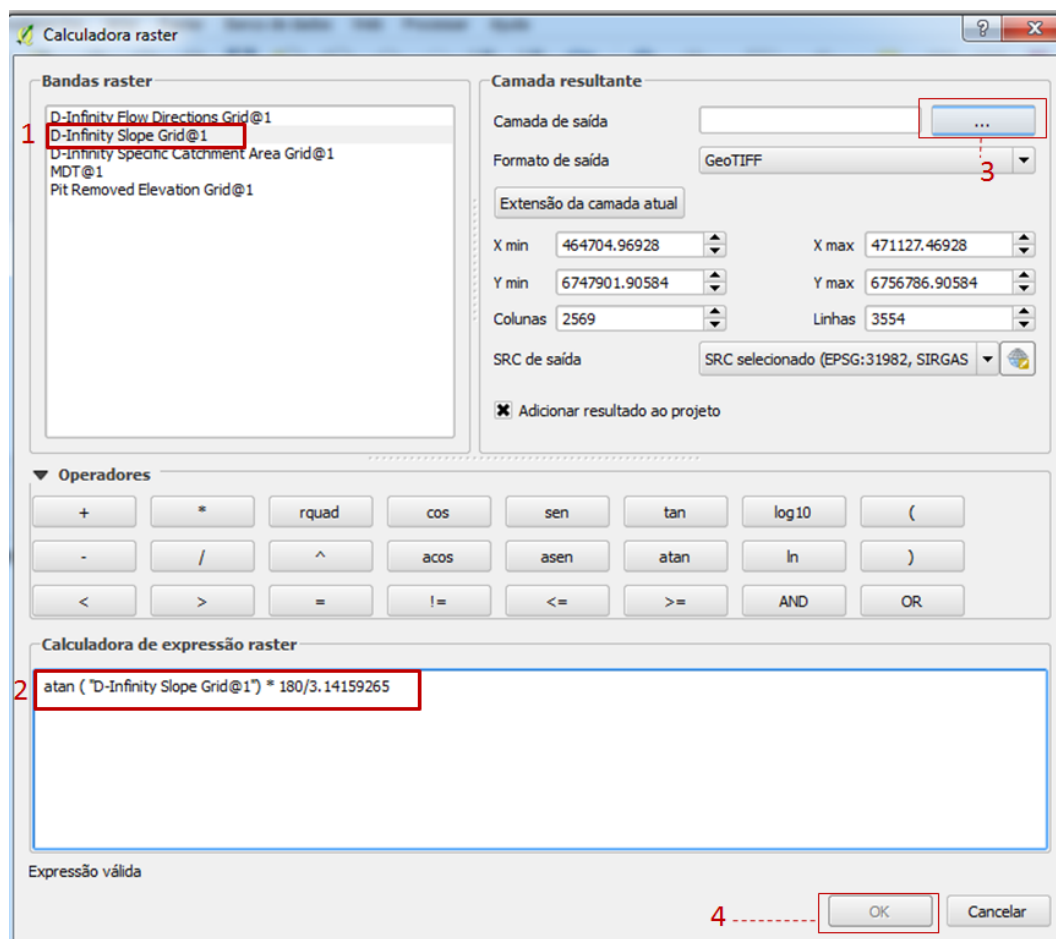 Calculadora raster
Bandas raster
D-Infinity Flow Directions Grid@1
1 D-Infinity Slope Grid@1
D-Infinity Specific Catchment Area Grid@1
MDT@1
Pit Removed Elevation Grid@1
Camada resultante
Camada de saída ...
3
Formato de saída GeoTIFF
Extensão da camada atual
X min 464704.96928 X max 471127.46928
Y min 6747901.90584 Y max 6756786.90584
Colunas 2569 Linhas 3554
SRC de saída SRC selecionado (EPSG:31982, SIRGAS
Adicionar resultado ao projeto
Operadores
+ * rquad cos sen tan log10 (
- / ^ acos asen atan ln )
< > = != <= >= AND OR
Calculadora de expressão raster
2 atan ( "D-Infinity Slope Grid@1") * 180/3.14159265
Expressão válida
4 OK Cancelar